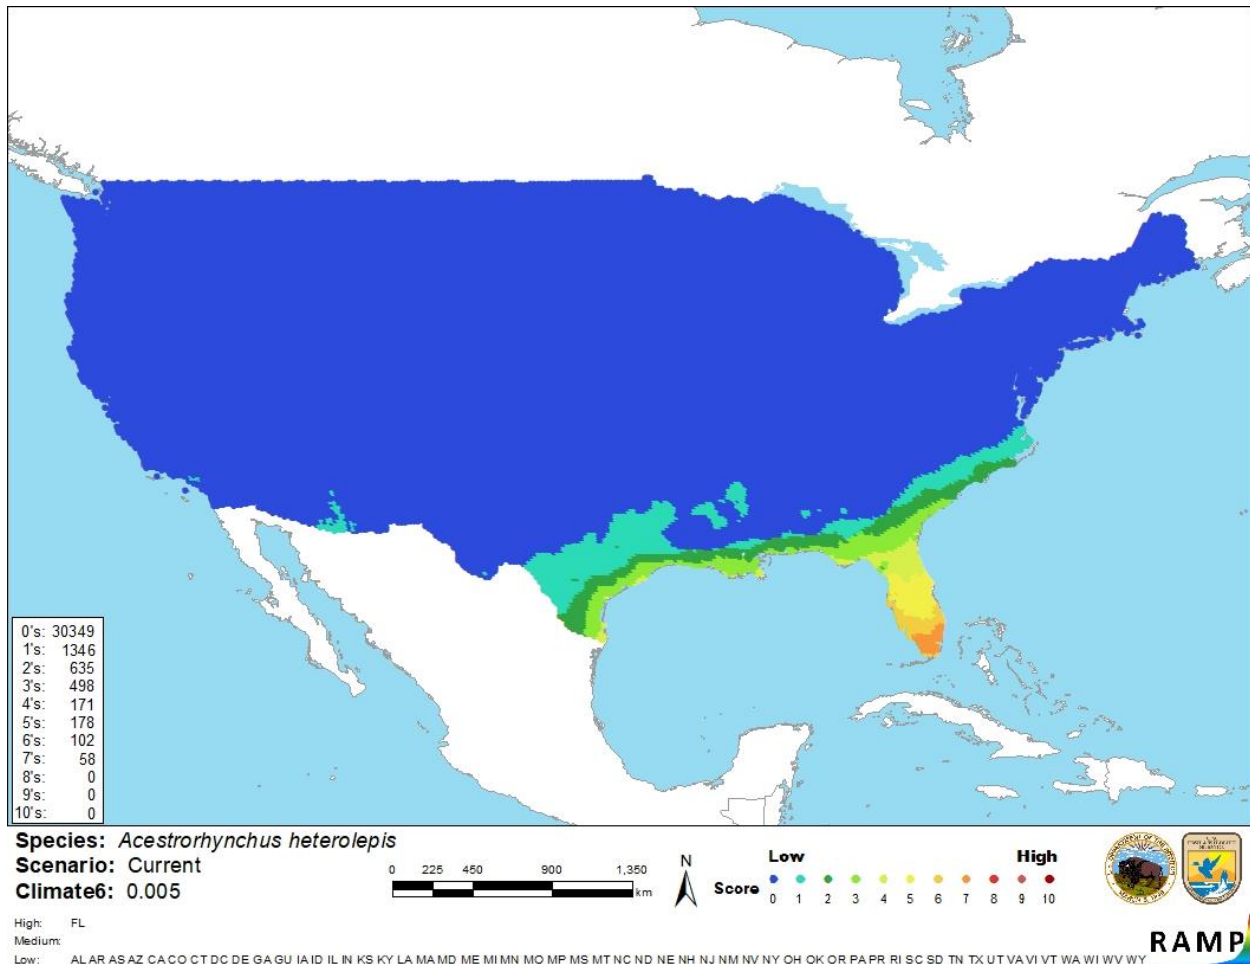 0's: 30349
1's: 1346
2's: 635
3's: 498
4's: 171
5's: 178
6's: 102
7's: 58
8's: 0
9's: 0
10's: 0
Species: Acestrorhynchus heterolepis
Scenario: Current
Climate6: 0.005
0 225 450 900 1,350
km
N
Low High
Score 0 1 2 3 4 5 6 7 8 9 10
RAMP
High: FL
Medium:
Low: AL AR AS AZ CA CO CT DC DE GA GU IA ID IL IN KS KY LA MA MD ME MI MN MO MP MS MT NC ND NE NH NJ NM NV NY OH OK OR PA PR RI SC SD TN TX UT VA VI VT WA WI WV WY